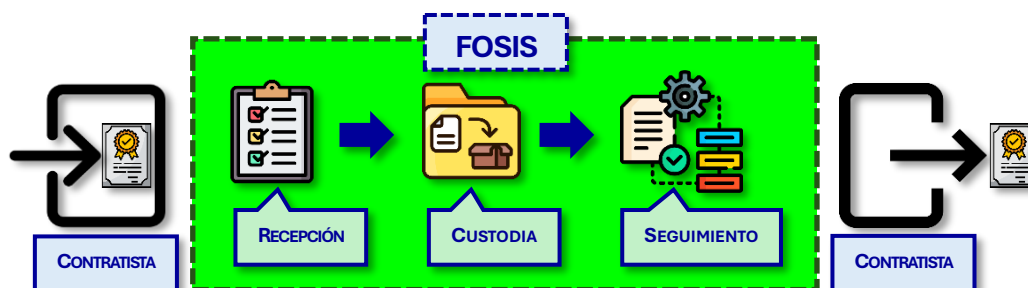 FOSIS
RECEPCIÓN
CUSTODIA
SEGUIMIENTO
CONTRATISTA
CONTRATISTA